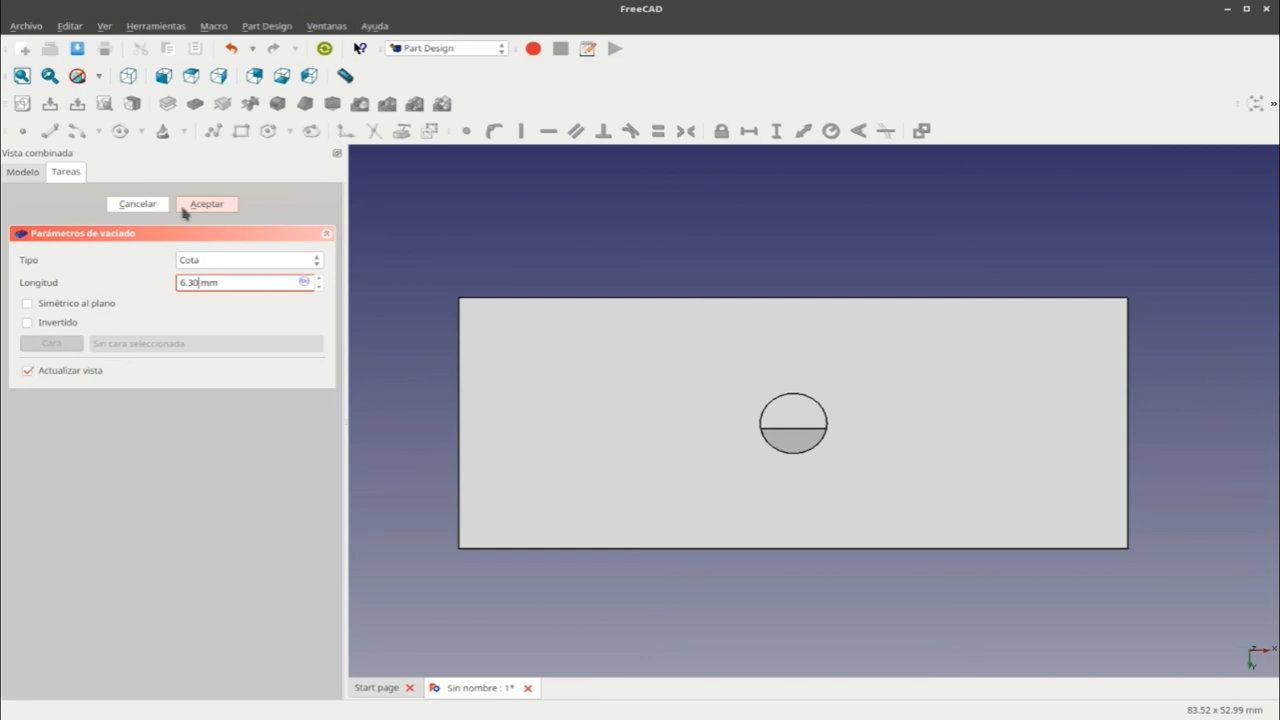 FreeCAD
Archivo Editar Ver Herramientas Macro Part Design Ventanas Ayuda
Part Design
»
Vista combinada
Modelo Tareas
Cancelar Aceptar
Parámetros de vaciado
Tipo Cota
Longitud 6.30 mm
Simétrico al plano
Invertido
Cara Sin cara seleccionada
Actualizar vista
Z X
Y
Start page Sin nombre : 1*
83.52 x 52.99 mm